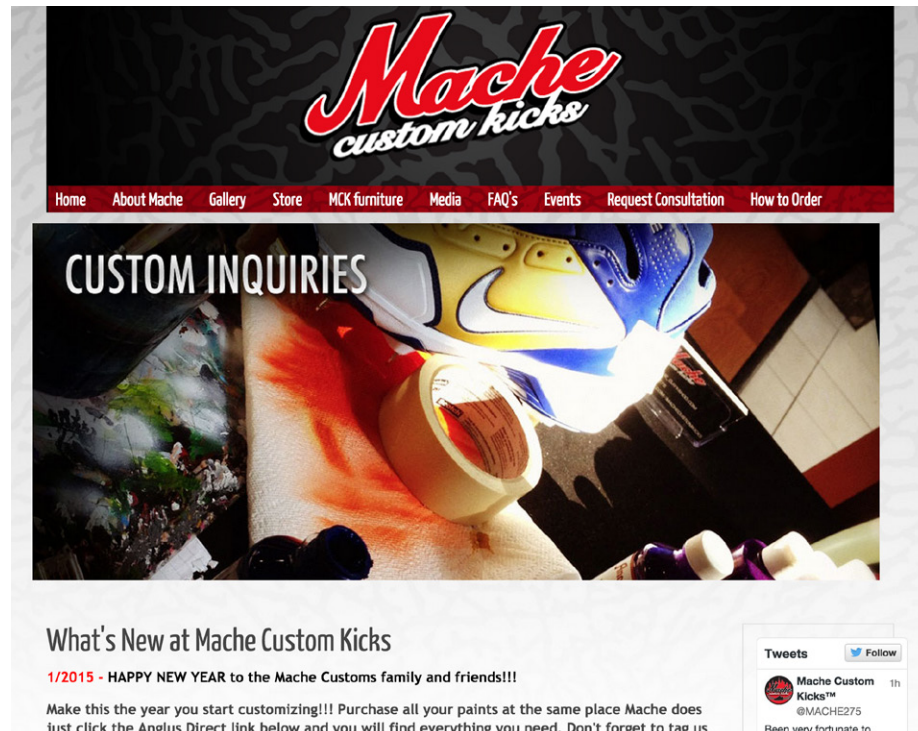 Mache
custom kicks
Home About Mache Gallery Store MCK furniture Media FAQ's Events Request Consultation How to Order
CUSTOM INQUIRIES
Mache
What's New at Mache Custom Kicks
1/2015 - HAPPY NEW YEAR to the Mache Customs family and friends!!!
Make this the year you start customizing!!! Purchase all your paints at the same place Mache does
just click the Anglus Direct link below and you will find everything you need. Don't forget to tag us
Tweets Follow
Mache Custom 1h
Kicks™
@MACHE275
Been very fortunate to